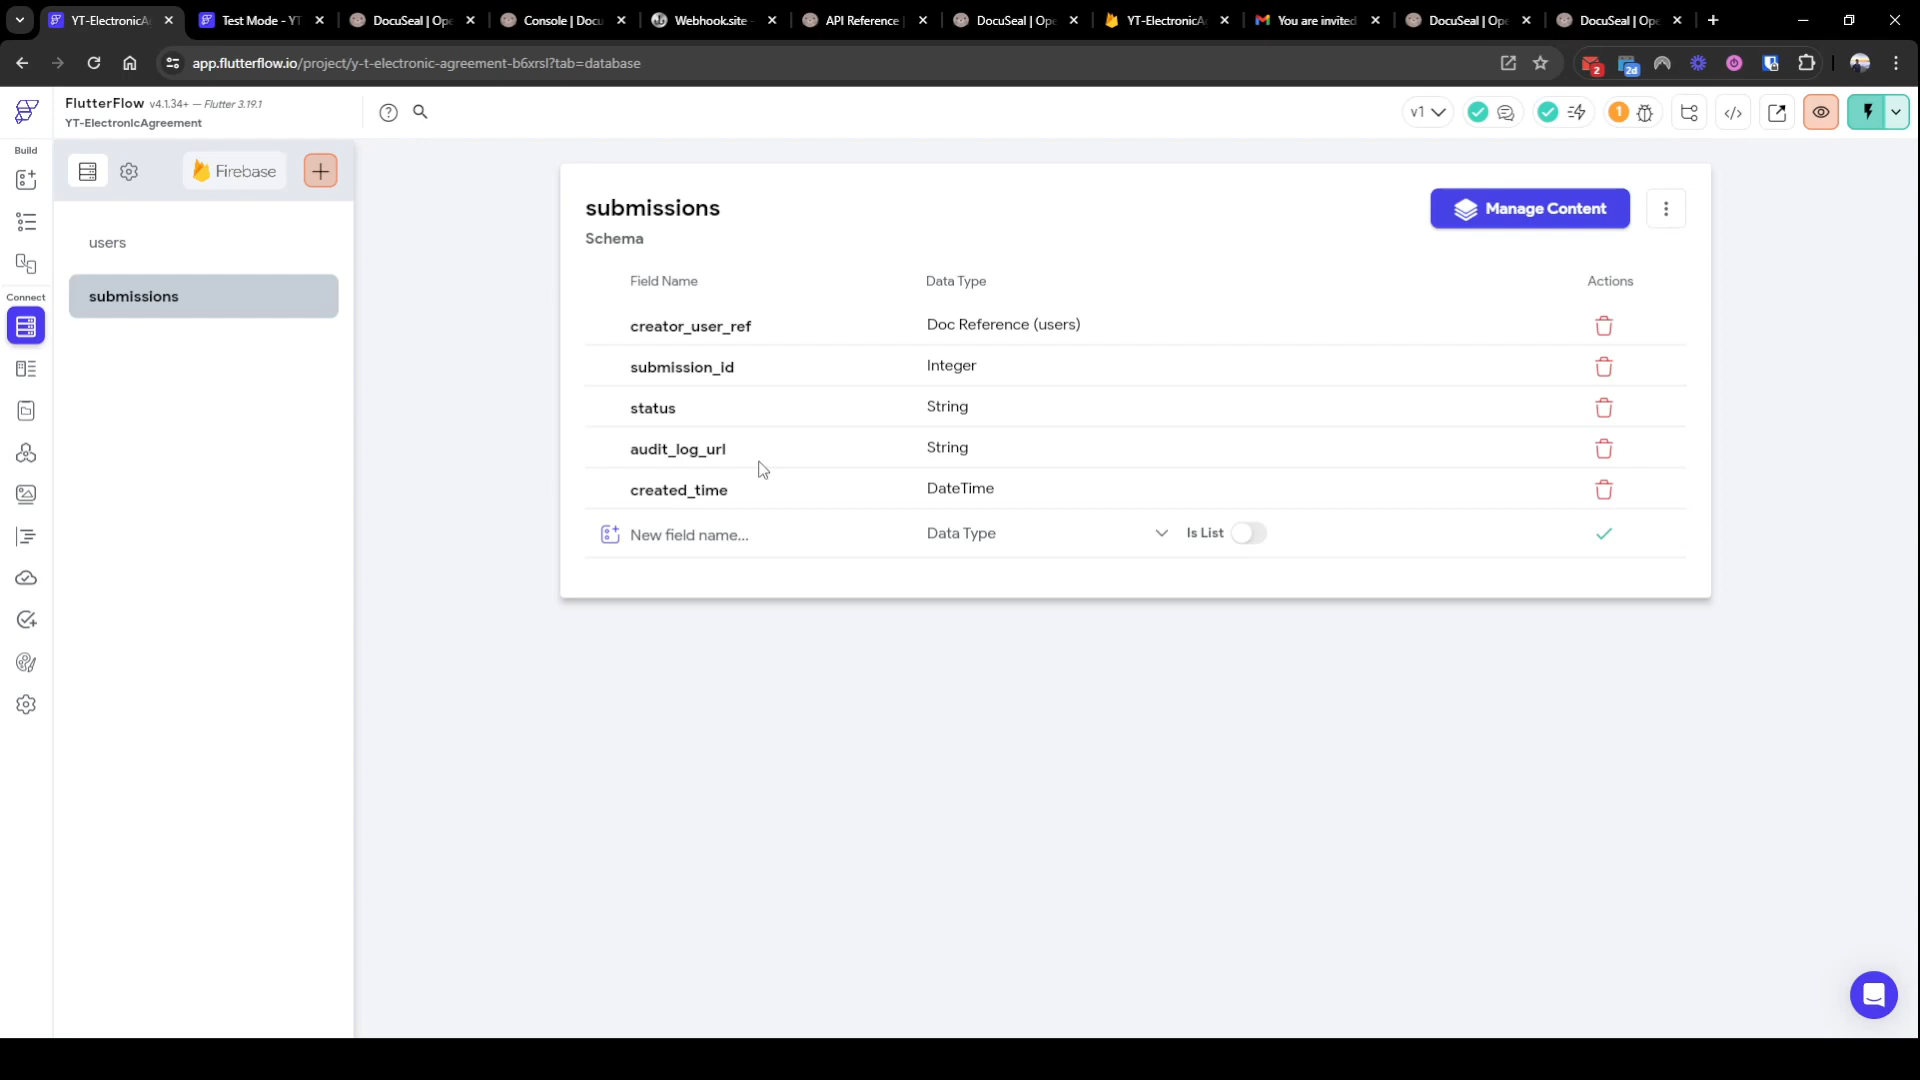 YT-ElectronicA
Test Mode - YT
DocuSeal | Ope
Console | Docu
Webhook.site -
API Reference
DocuSeal | Ope
YT-ElectronicA
You are invited
DocuSeal | Ope
DocuSeal | Ope
app.flutterflow.io/project/y-t-electronic-agreement-b6xrsl?tab=database
2
2d
FlutterFlow v4.1.34+ — Flutter 3.19.1
YT-ElectronicAgreement
v1
1
Build
Firebase
users
Connect
submissions
submissions
Manage Content
Schema
Field Name Data Type Actions
creator_user_ref Doc Reference (users)
submission_id Integer
status String
audit_log_url String
created_time DateTime
New field name... Data Type Is List